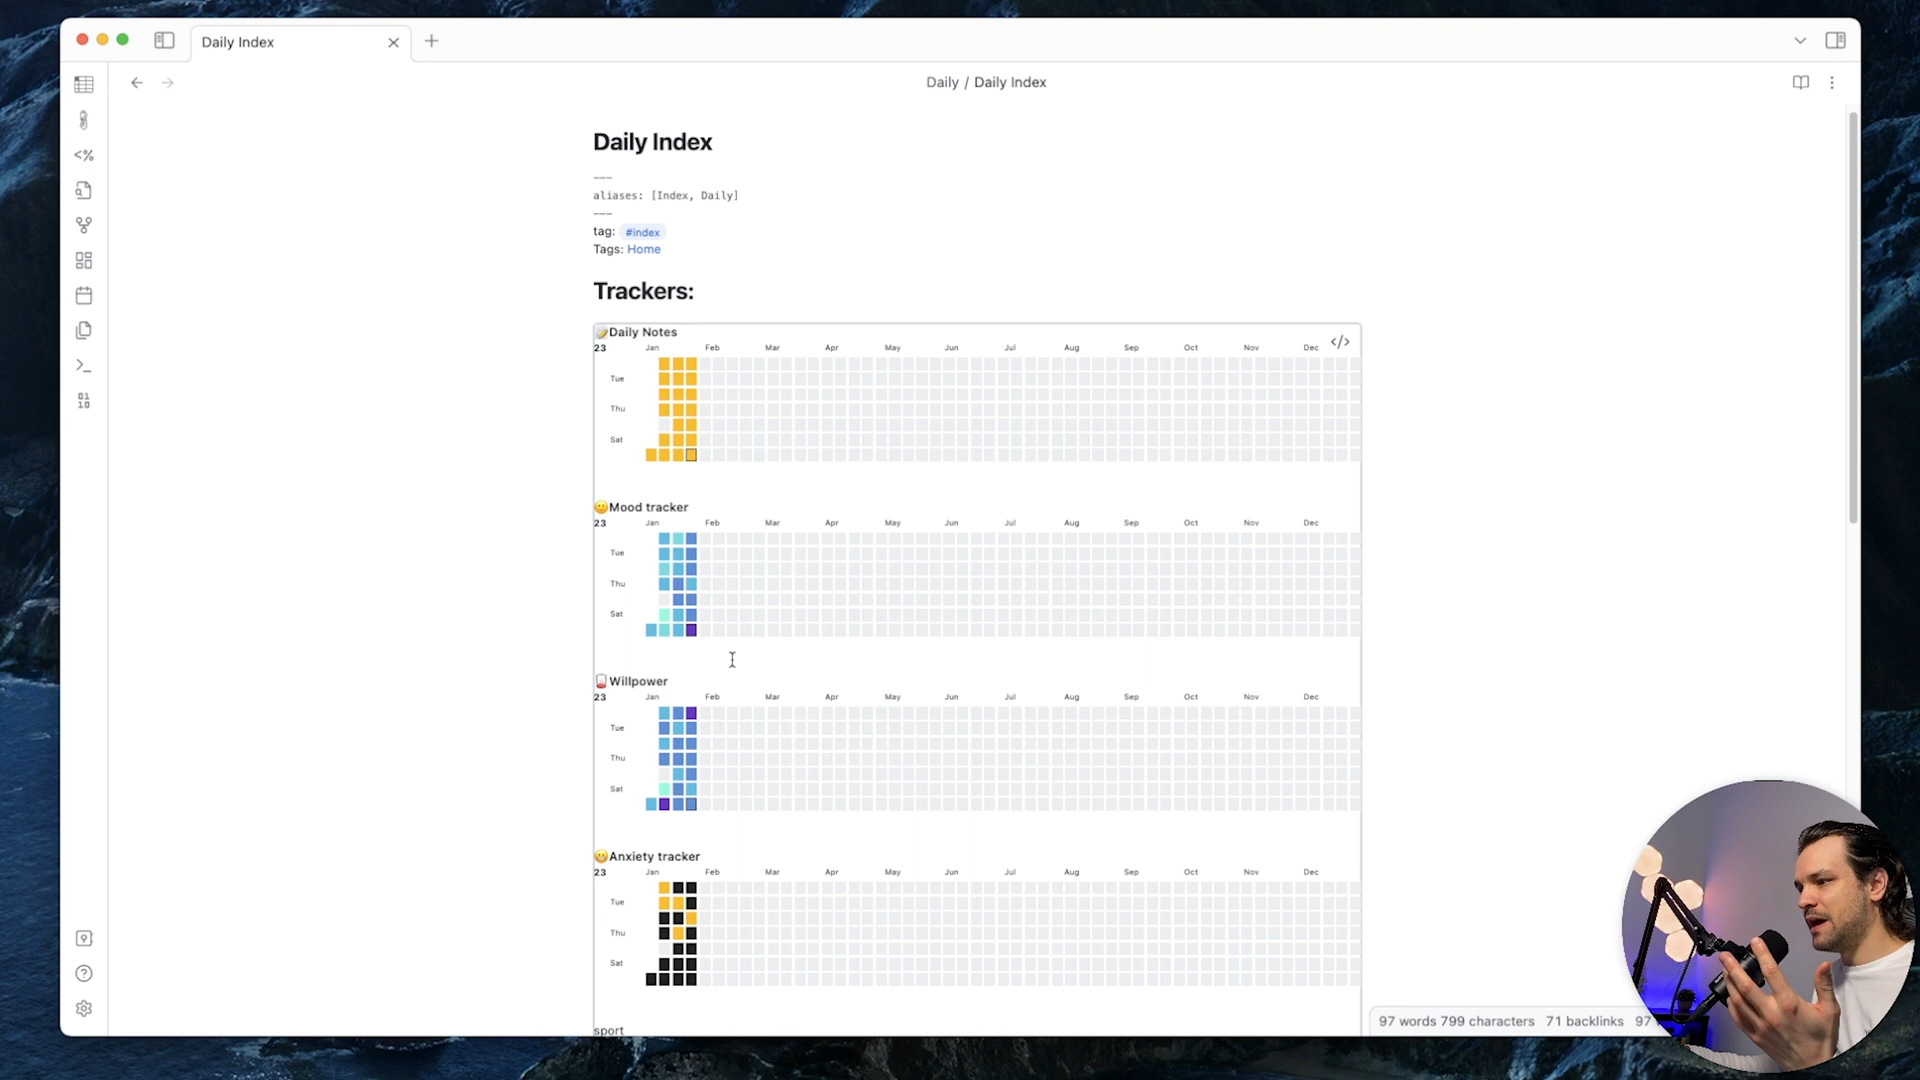 Daily Index
Daily / Daily Index
<%
Daily Index
---
aliases: [Index, Daily]
---
tag: #index
Tags: Home
Trackers:
📝Daily Notes
</>
23 Jan Feb Mar Apr May Jun Jul Aug Sep Oct Nov Dec
Tue
Thu
Sat
🙂Mood tracker
23 Jan Feb Mar Apr May Jun Jul Aug Sep Oct Nov Dec
Tue
Thu
Sat
🪫Willpower
23 Jan Feb Mar Apr May Jun Jul Aug Sep Oct Nov Dec
Tue
Thu
Sat
😬Anxiety tracker
23 Jan Feb Mar Apr May Jun Jul Aug Sep Oct Nov Dec
Tue
Thu
Sat
sport
97 words 799 characters 71 backlinks 97